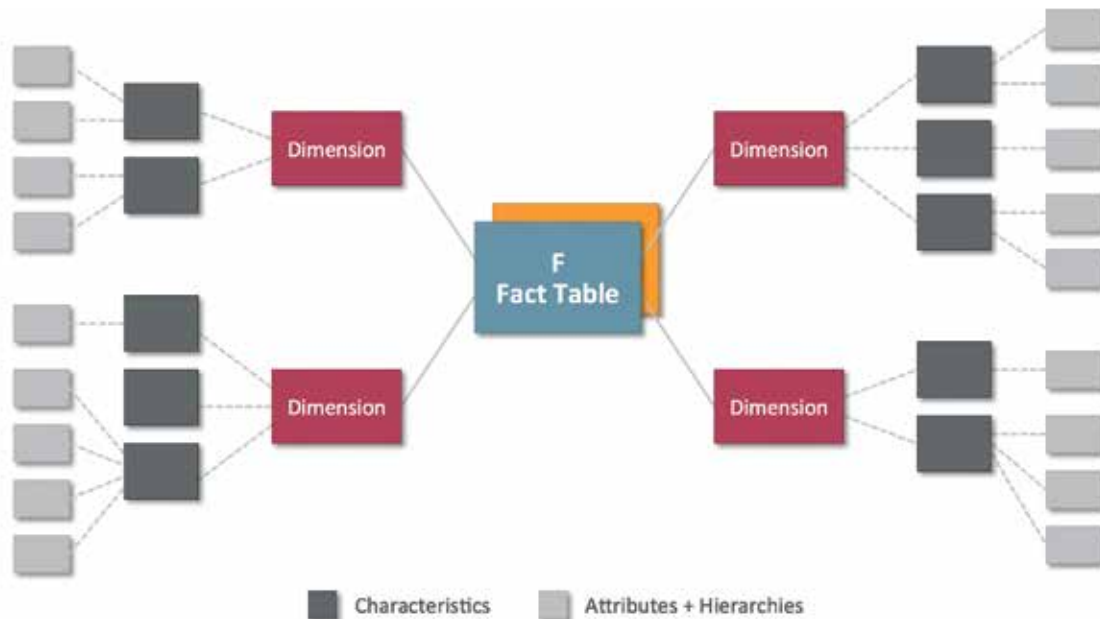 Dimension
Dimension
F
Fact Table
Dimension
Dimension
Characteristics
Attributes + Hierarchies